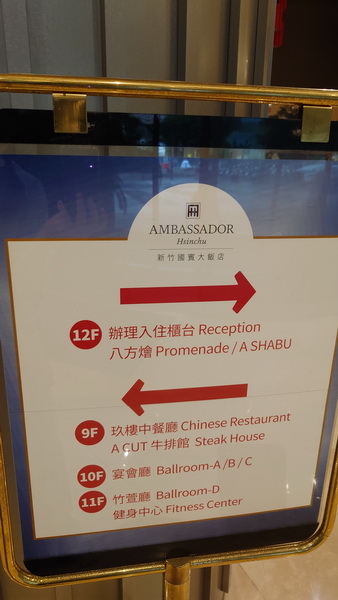 AMBASSADOR
Hsinchu
新竹國賓大飯店
12F 辦理入住櫃台 Reception
八方燴 Promenade / A SHABU
9F 玖樓中餐廳 Chinese Restaurant
A CUT 牛排館 Steak House
10F 宴會廳 Ballroom-A / B / C
11F 竹萱廳 Ballroom-D
健身中心 Fitness Center